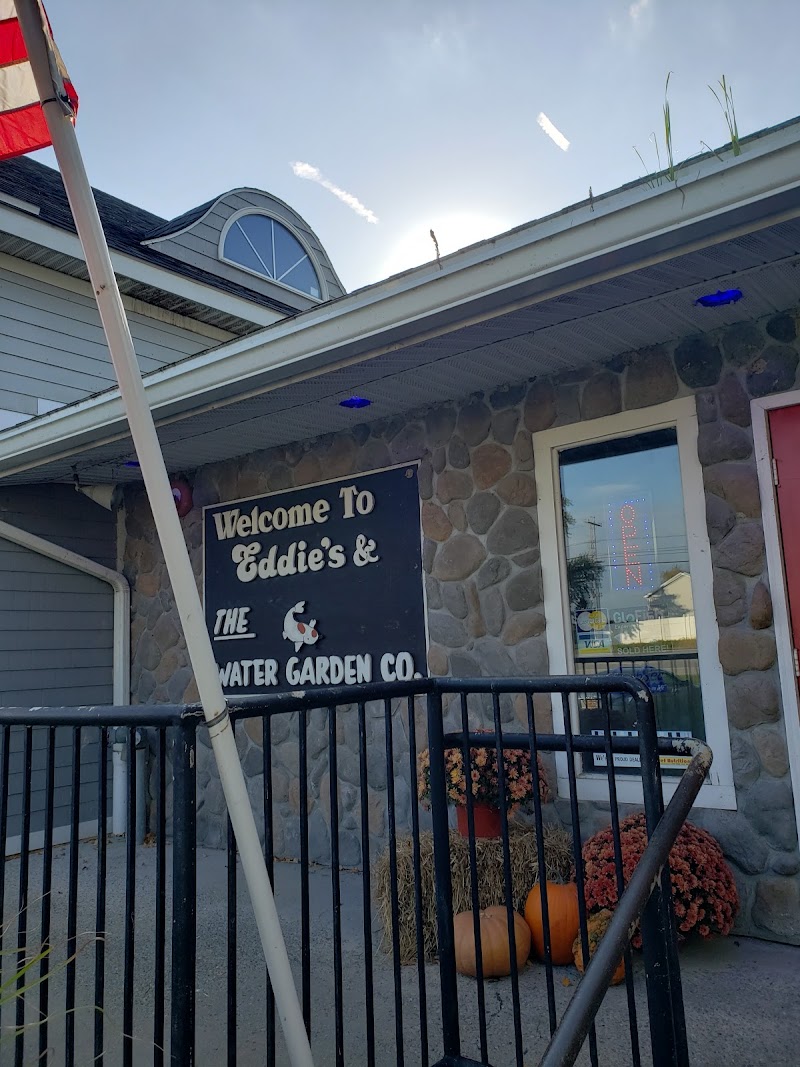 Welcome To
Eddie's &
THE
WATER GARDEN CO.
OPEN
SOLD HERE!